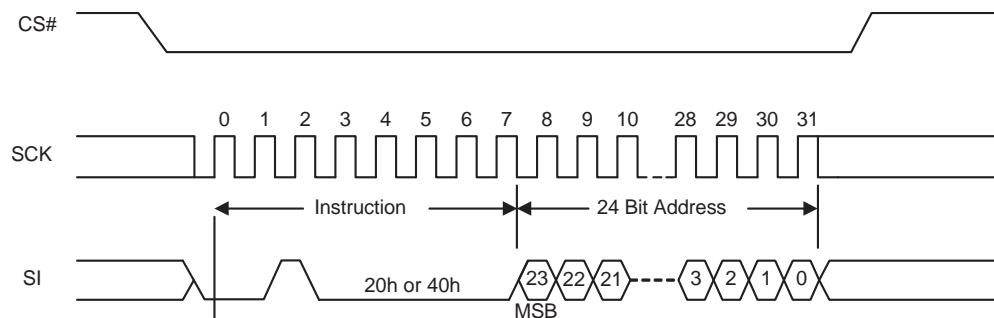 CS#
0 1 2 3 4 5 6 7 8 9 10 28 29 30 31
SCK
Instruction 24 Bit Address
SI 20h or 40h 23 22 21 3 2 1 0
MSB